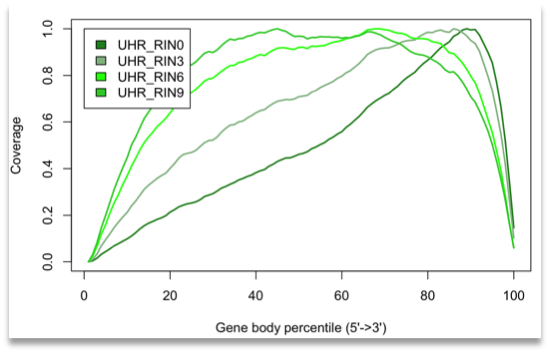 1.0
0.8
0.6
0.4
0.2
0.0
Coverage
UHR_RIN0
UHR_RIN3
UHR_RIN6
UHR_RIN9
0 20 40 60 80 100
Gene body percentile (5'->3')